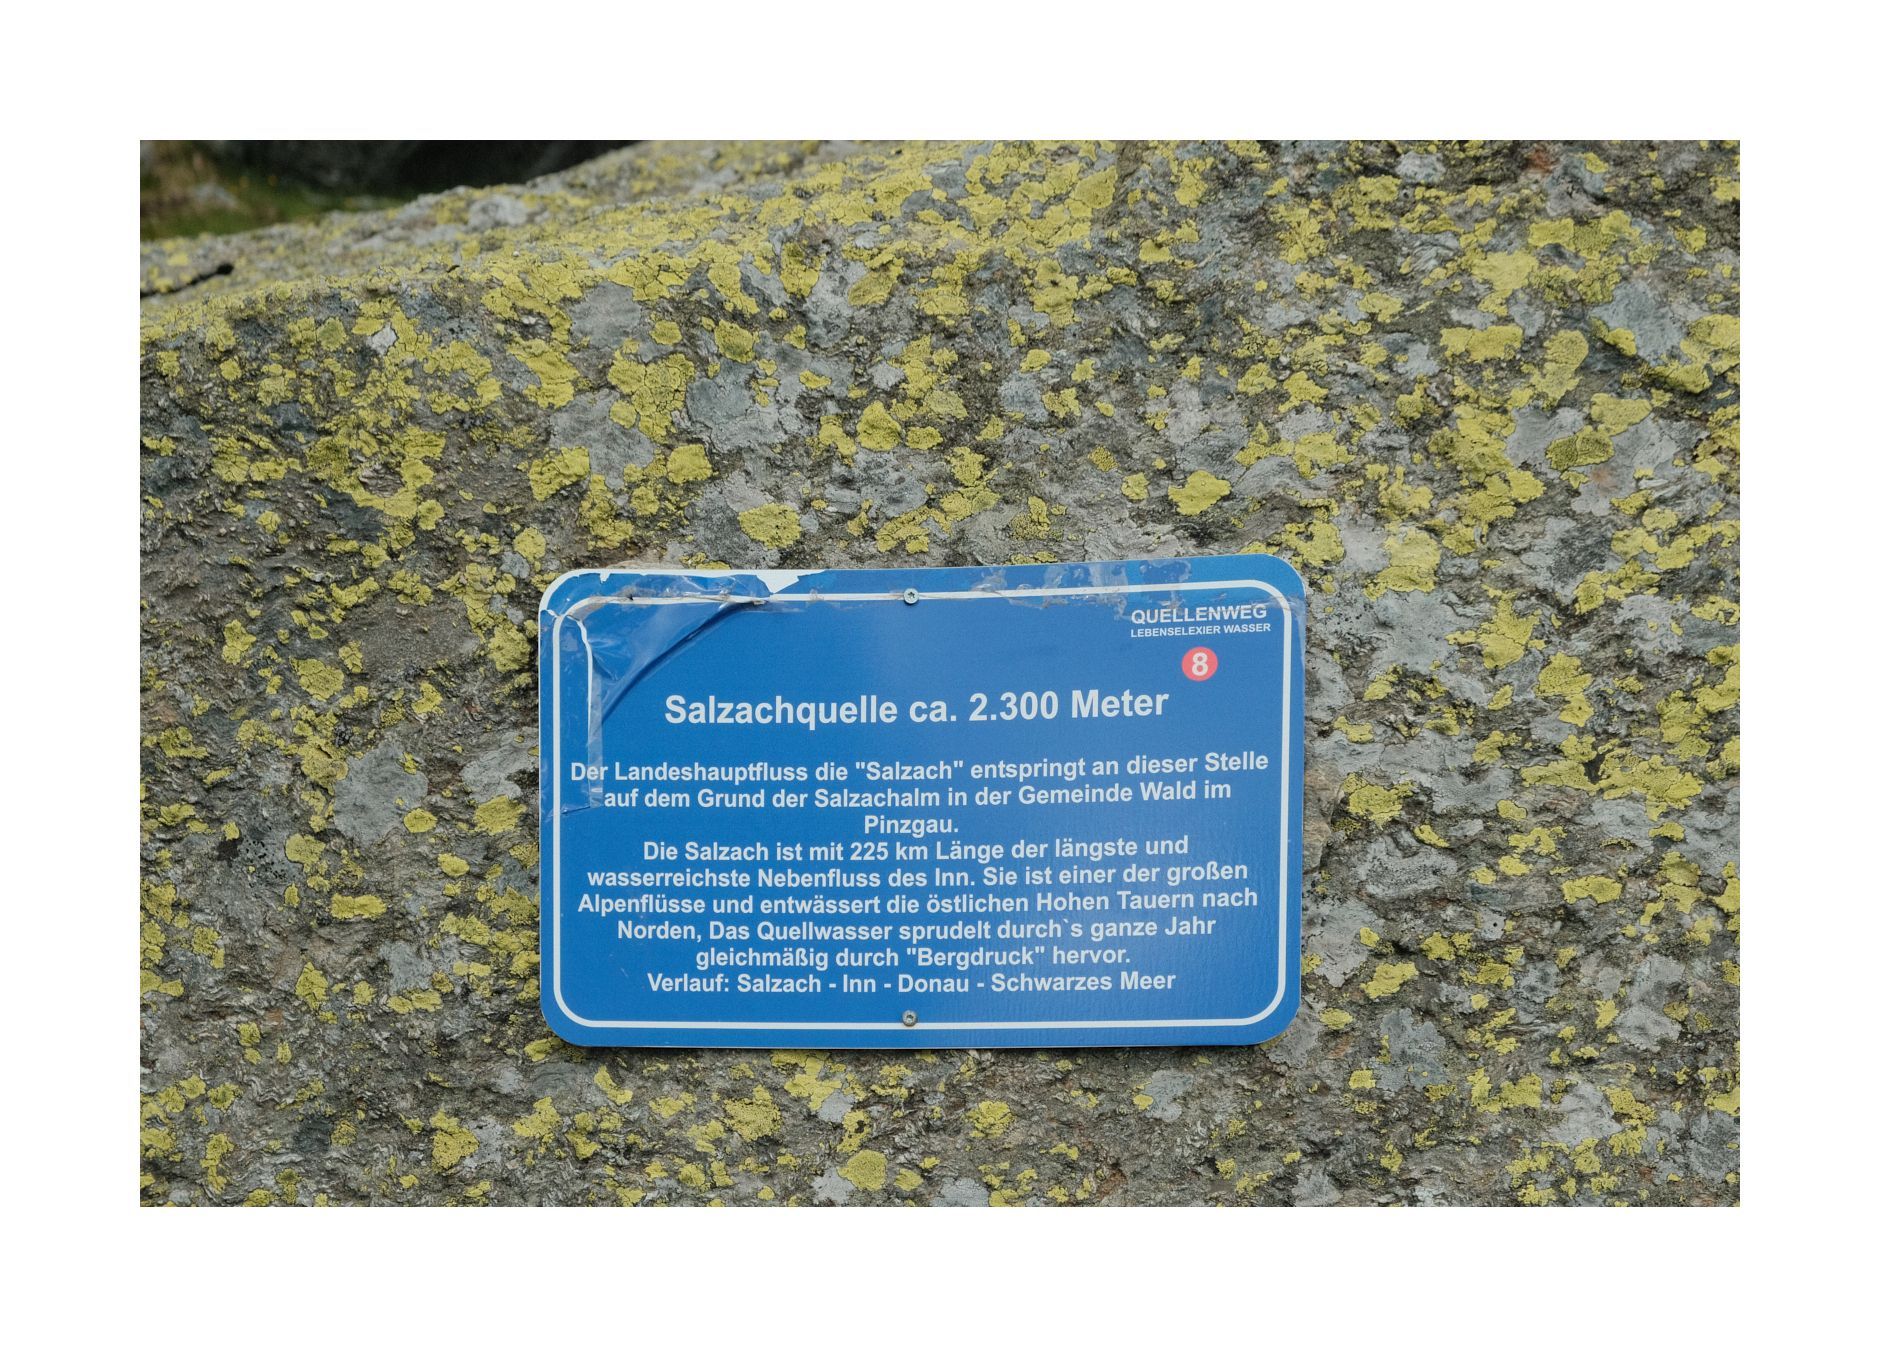 QUELLENWEG
LEBENSELEXIER WASSER
8
Salzachquelle ca. 2.300 Meter
Der Landeshauptfluss die "Salzach" entspringt an dieser Stelle
auf dem Grund der Salzachalm in der Gemeinde Wald im
Pinzgau.
Die Salzach ist mit 225 km Länge der längste und
wasserreichste Nebenfluss des Inn. Sie ist einer der großen
Alpenflüsse und entwässert die östlichen Hohen Tauern nach
Norden, Das Quellwasser sprudelt durch`s ganze Jahr
gleichmäßig durch "Bergdruck" hervor.
Verlauf: Salzach - Inn - Donau - Schwarzes Meer